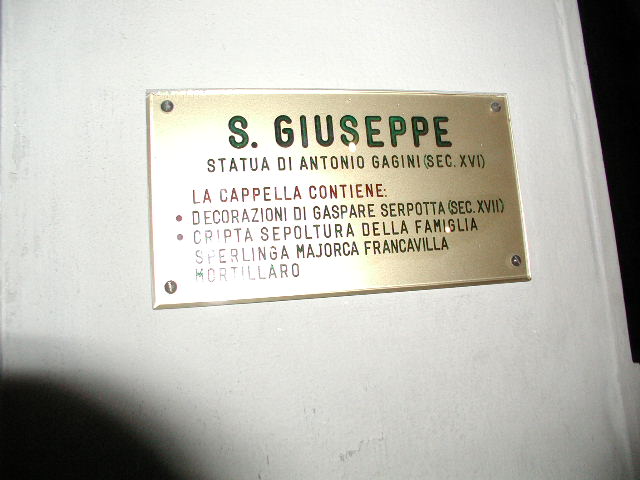 S. GIUSEPPE
STATUA DI ANTONIO GAGINI (SEC. XVI)
LA CAPPELLA CONTIENE:
• DECORAZIONI DI GASPARE SERPOTTA (SEC. XVII)
• CRIPTA SEPOLTURA DELLA FAMIGLIA
SPERLINGA MAJORCA FRANCAVILLA
MORTILLARO